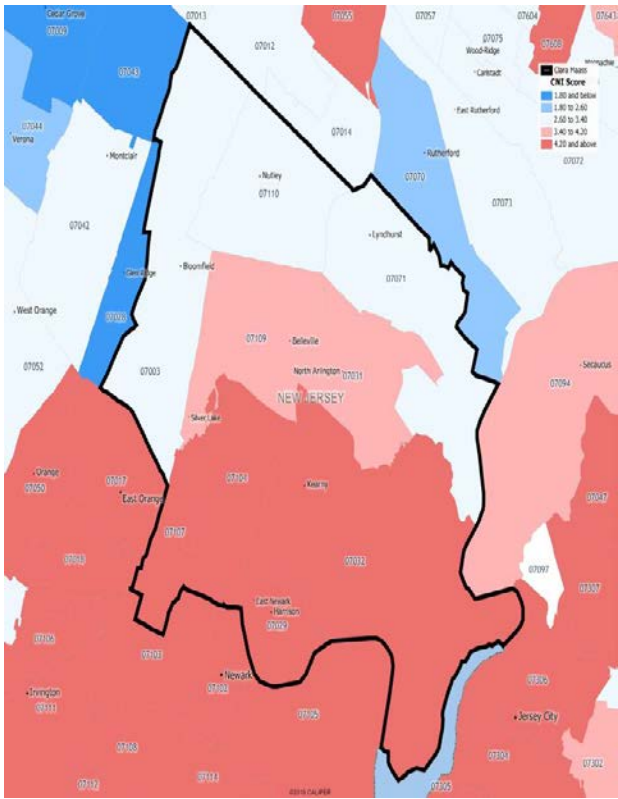 Cedar Grove
07009
07013
07055
07057
07604
07643
07012
07075
Wood-Ridge
07608
07043
Carlstadt
Clara Maass
CNI Score
1.80 and below
1.80 to 2.60
2.60 to 3.40
3.40 to 4.20
4.20 and above
07044
Verona
07014
East Rutherford
Montclair
Rutherford
07072
Nutley
07110
07070
07042
07073
Lyndhurst
Bloomfield
07071
Glen Ridge
07028
West Orange
07109
Belleville
07052
07003
North Arlington
07031
07094
Secaucus
NEW JERSEY
Silver Lake
Orange
07050
07017
East Orange
07104
Kearny
07047
07107
07018
07032
07097
07307
East Newark
Harrison
07029
07106
07103
Newark
07102
07306
Irvington
07111
07105
Jersey City
07108
07304
07302
07112
07114
07305
©2015 CALIPER